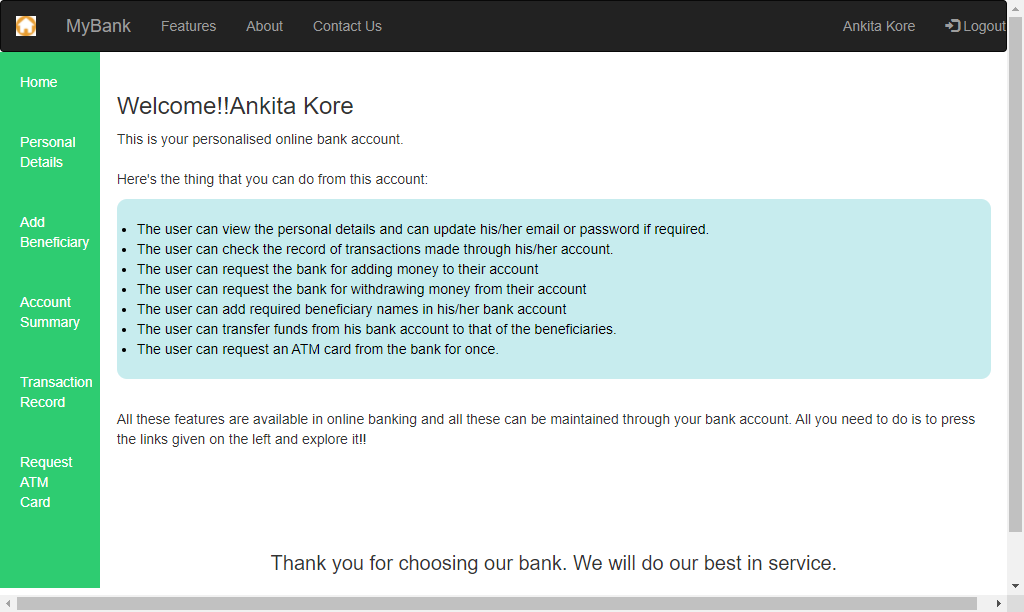 MyBank Features About Contact Us Ankita Kore Logout
Home
Personal
Details
Add
Beneficiary
Account
Summary
Transaction
Record
Request
ATM
Card
Welcome!!Ankita Kore
This is your personalised online bank account.
Here's the thing that you can do from this account:
• The user can view the personal details and can update his/her email or password if required.
• The user can check the record of transactions made through his/her account.
• The user can request the bank for adding money to their account
• The user can request the bank for withdrawing money from their account
• The user can add required beneficiary names in his/her bank account
• The user can transfer funds from his bank account to that of the beneficiaries.
• The user can request an ATM card from the bank for once.
All these features are available in online banking and all these can be maintained through your bank account. All you need to do is to press
the links given on the left and explore it!!
Thank you for choosing our bank. We will do our best in service.